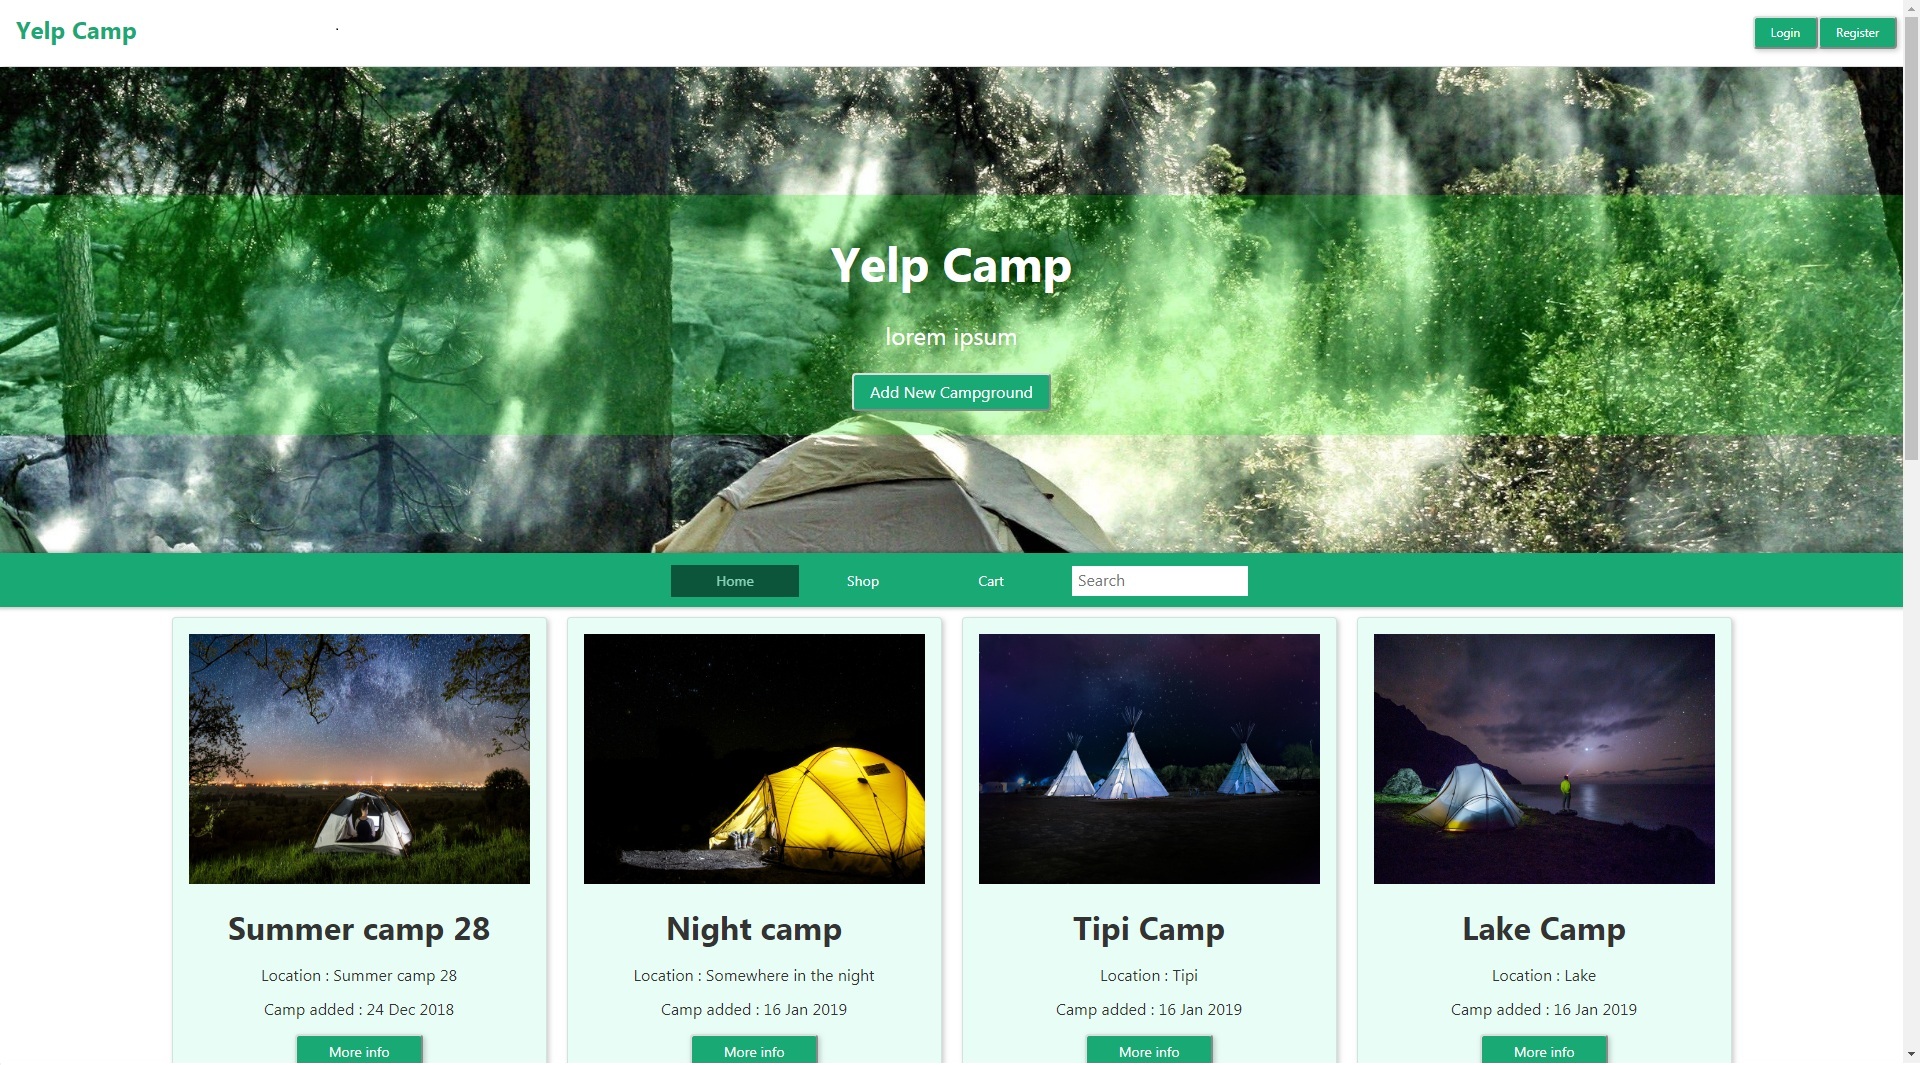 Yelp Camp
.
Login Register
Yelp Camp
lorem ipsum
Add New Campground
Home Shop Cart Search
Summer camp 28
Location : Summer camp 28
Camp added : 24 Dec 2018
More info
Night camp
Location : Somewhere in the night
Camp added : 16 Jan 2019
More info
Tipi Camp
Location : Tipi
Camp added : 16 Jan 2019
More info
Lake Camp
Location : Lake
Camp added : 16 Jan 2019
More info